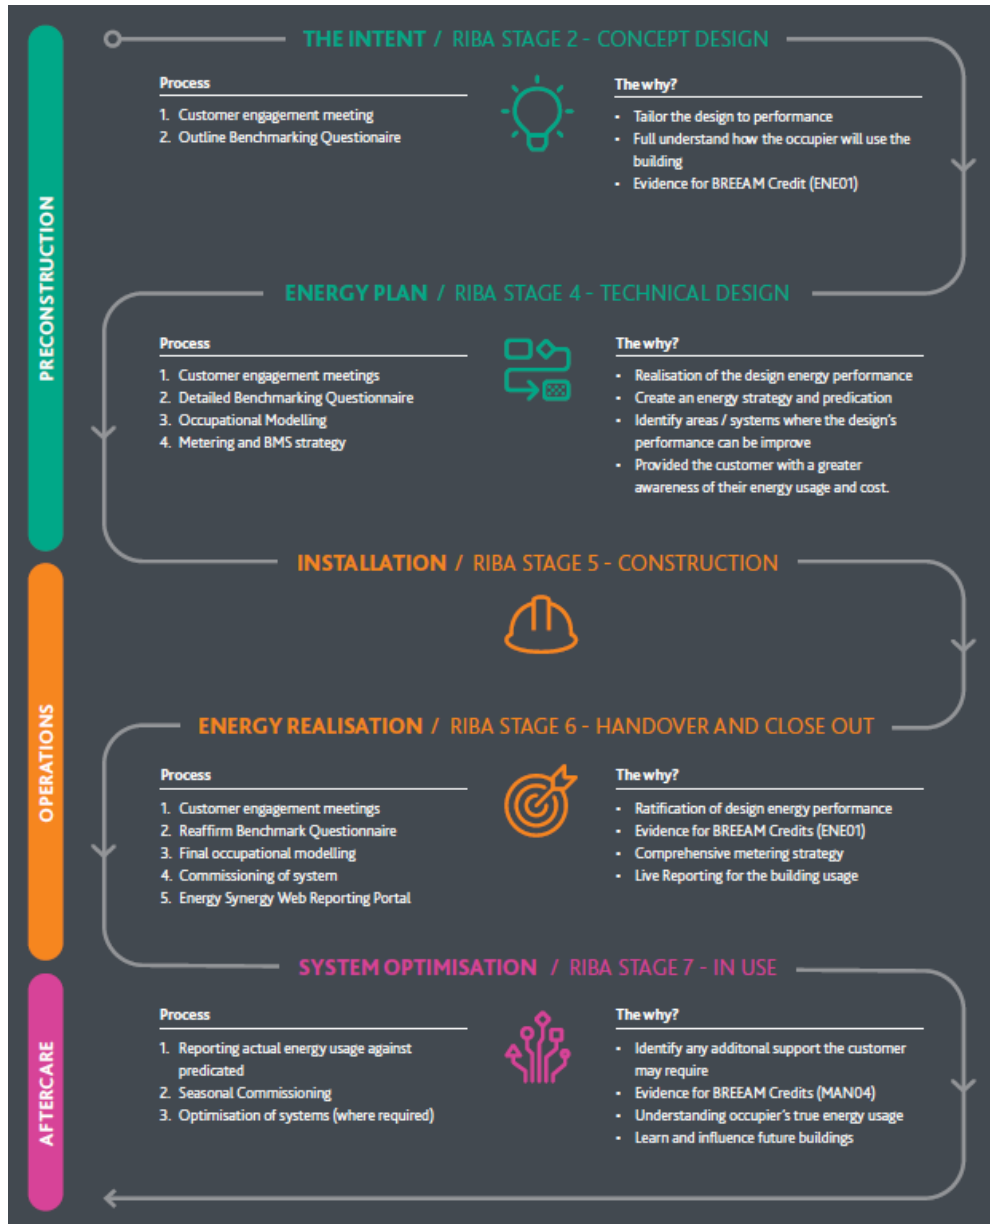 PRECONSTRUCTION
THE INTENT / RIBA STAGE 2 - CONCEPT DESIGN
Process
1. Customer engagement meeting
2. Outline Benchmarking Questionaire
The why?
• Tailor the design to performance
• Full understand how the occupier will use the
building
• Evidence for BREEAM Credit (ENE01)
ENERGY PLAN / RIBA STAGE 4 - TECHNICAL DESIGN
Process
1. Customer engagement meetings
2. Detailed Benchmarking Questionnaire
3. Occupational Modelling
4. Metering and BMS strategy
The why?
• Realisation of the design energy performance
• Create an energy strategy and predication
• Identify areas / systems where the design's
performance can be improve
• Provided the customer with a greater
awareness of their energy usage and cost.
OPERATIONS
INSTALLATION / RIBA STAGE 5 - CONSTRUCTION
ENERGY REALISATION / RIBA STAGE 6 - HANDOVER AND CLOSE OUT
Process
1. Customer engagement meetings
2. Reaffirm Benchmark Questionnaire
3. Final occupational modelling
4. Commissioning of system
5. Energy Synergy Web Reporting Portal
The why?
• Ratification of design energy performance
• Evidence for BREEAM Credits (ENE01)
• Comprehensive metering strategy
• Live Reporting for the building usage
AFTERCARE
SYSTEM OPTIMISATION / RIBA STAGE 7 - IN USE
Process
1. Reporting actual energy usage against
predicated
2. Seasonal Commissioning
3. Optimisation of systems (where required)
The why?
• Identify any additonal support the customer
may require
• Evidence for BREEAM Credits (MAN04)
• Understanding occupier's true energy usage
• Learn and influence future buildings